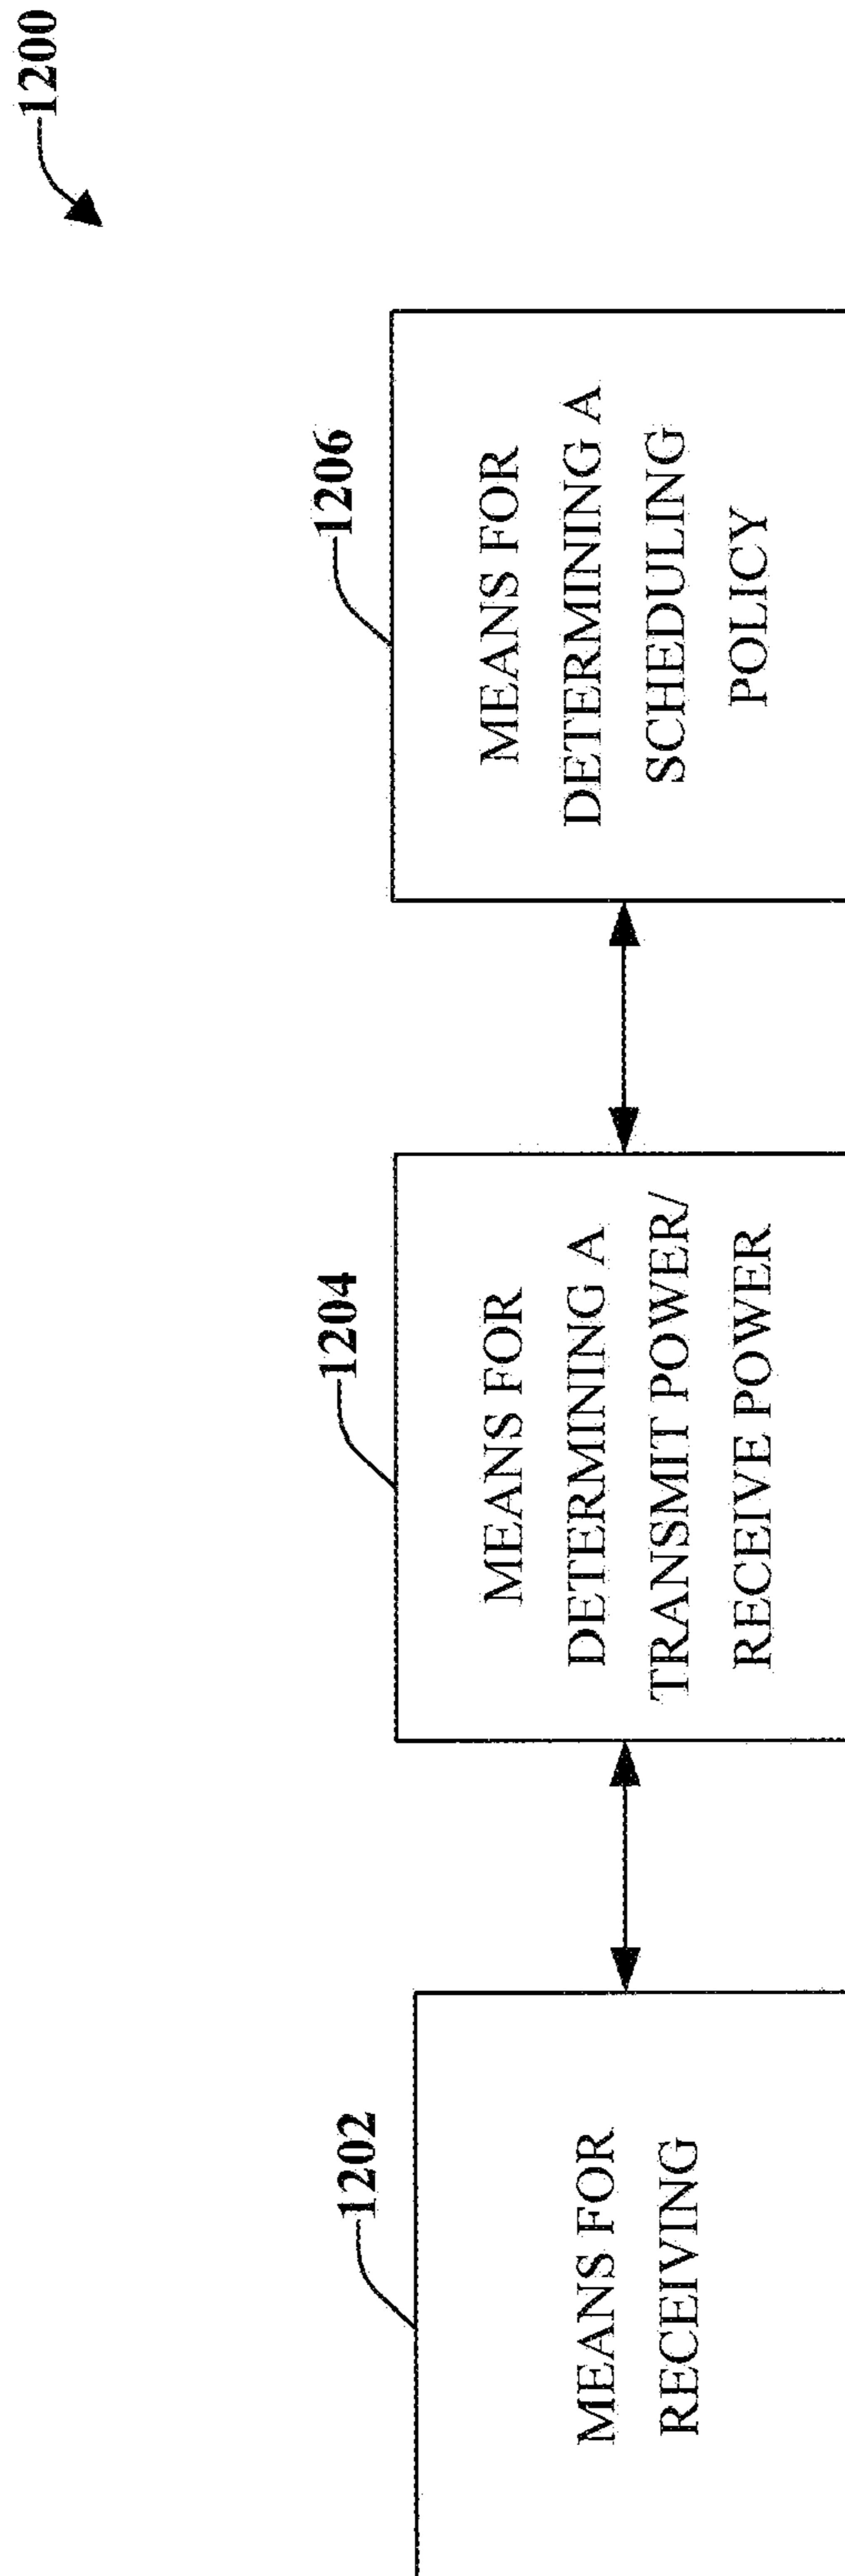 1200
1202
MEANS FOR
RECEIVING
1204
MEANS FOR
DETERMINING A
TRANSMIT POWER/
RECEIVE POWER
1206
MEANS FOR
DETERMINING A
SCHEDULING
POLICY